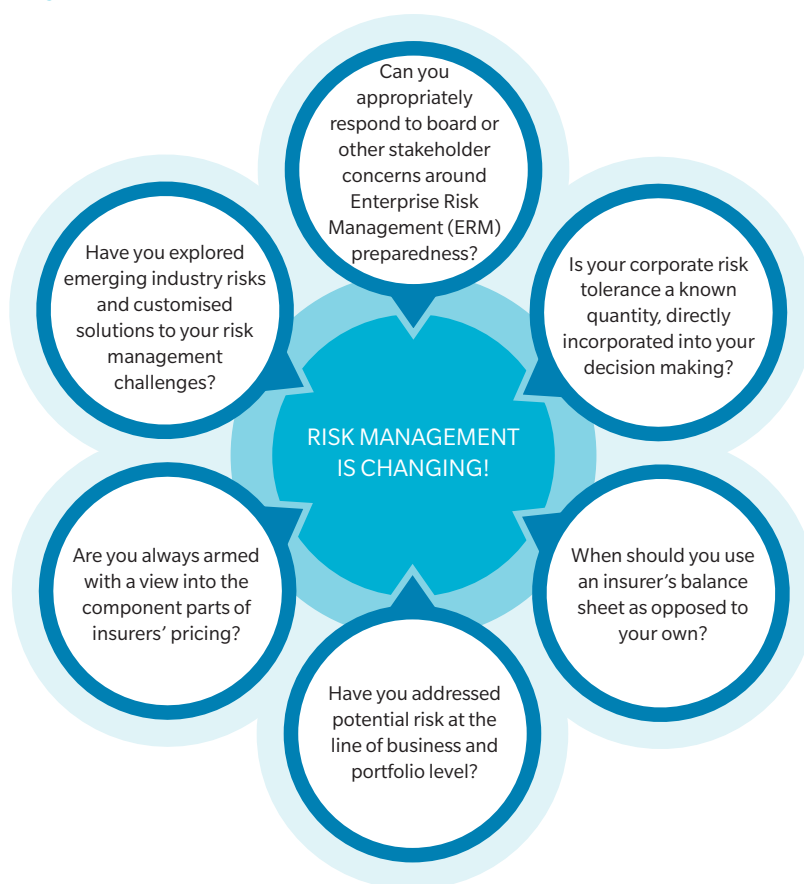 Can you
appropriately
respond to board or
other stakeholder
concerns around
Enterprise Risk
Management (ERM)
preparedness?
Is your corporate risk
tolerance a known
quantity, directly
incorporated into your
decision making?
When should you use
an insurer’s balance
sheet as opposed to
your own?
Have you addressed
potential risk at the
line of business and
portfolio level?
Are you always armed
with a view into the
component parts of
insurers’ pricing?
Have you explored
emerging industry risks
and customised
solutions to your risk
management
challenges?
RISK MANAGEMENT
IS CHANGING!